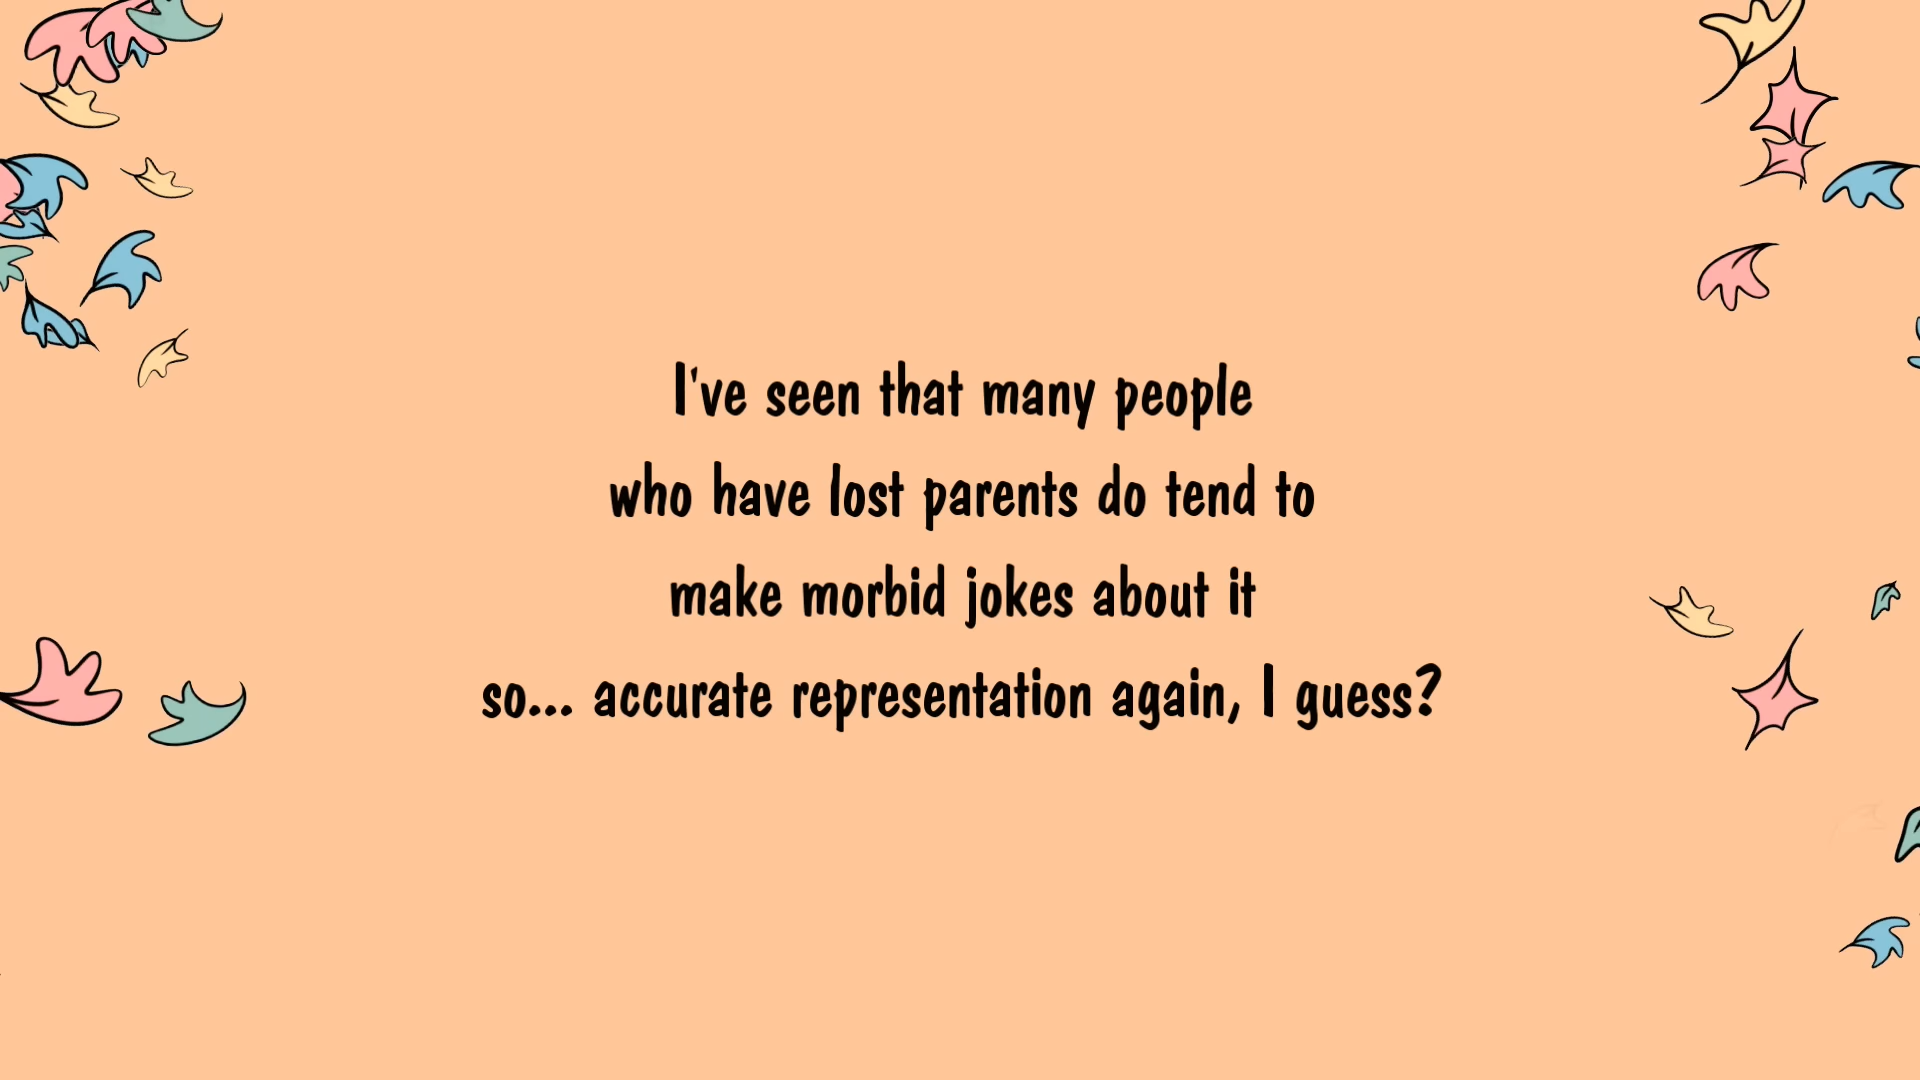 I've seen that many people
who have lost parents do tend to
make morbid jokes about it
so... accurate representation again, I guess?